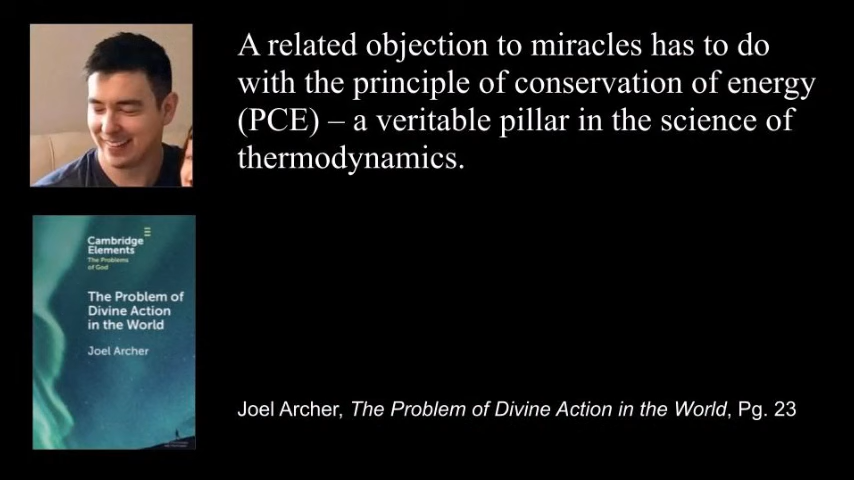 A related objection to miracles has to do
with the principle of conservation of energy
(PCE) – a veritable pillar in the science of
thermodynamics.
Cambridge
Elements
The Problems
of God
The Problem of
Divine Action
in the World
Joel Archer
Joel Archer, The Problem of Divine Action in the World, Pg. 23